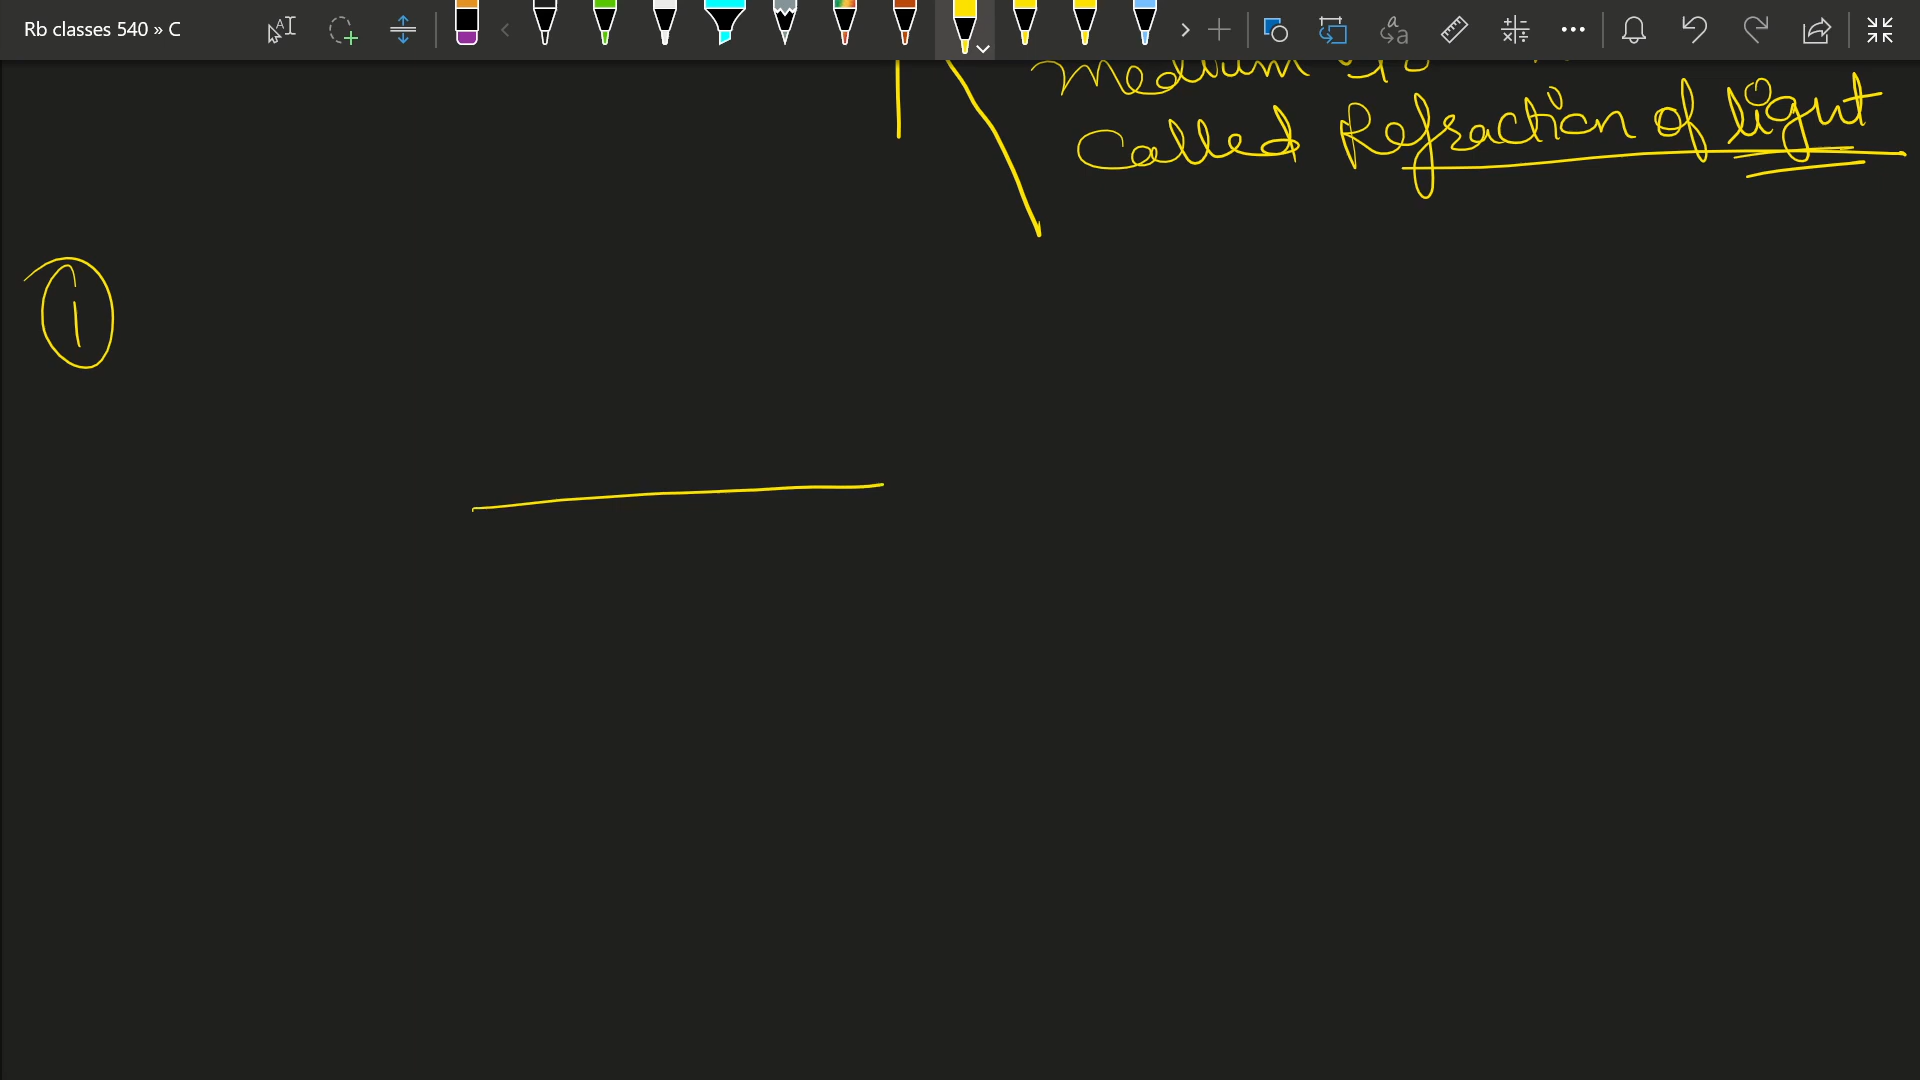 Rb classes 540 » C
medium
called Refraction of light
1